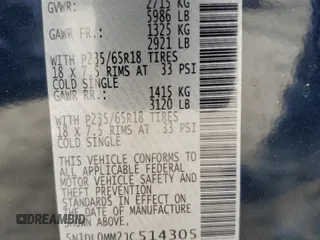 GVWR: 2715 KG
5986 LB
GAWR FR.: 1325 KG
2921 LB
WITH P235/65R18 TIRES
18 X 7.5 RIMS AT 33 PSI
COLD SINGLE
GAWR RR.: 1415 KG
3120 LB
WITH P235/65R18 TIRES
18 X 7.5 RIMS AT 33 PSI
COLD SINGLE
THIS VEHICLE CONFORMS TO
ALL APPLICABLE FEDERAL
MOTOR VEHICLE SAFETY
AND THEFT PREVENTION
STANDARDS IN EFFECT ON
THE DATE OF MANUFACTURE
SHOWN ABOVE.
5N1DL0MM2JC514305
DREAMBID